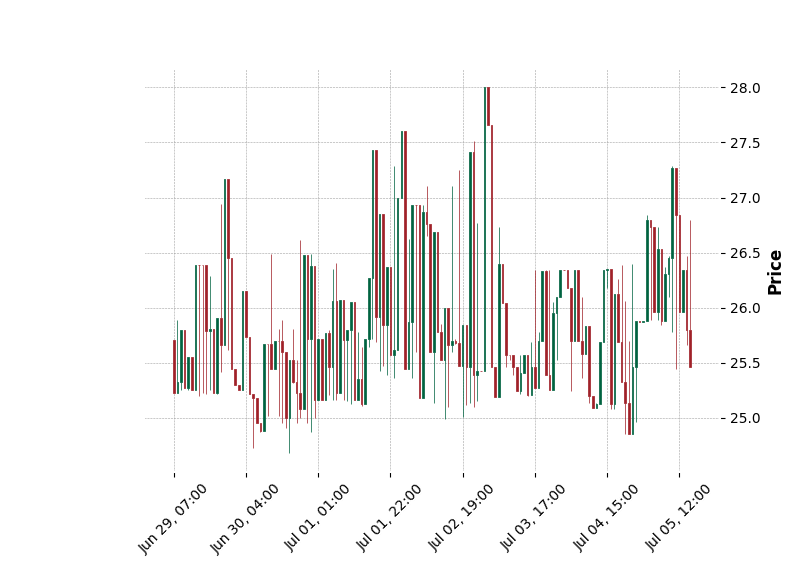 28.0
27.5
27.0
26.5
26.0
25.5
25.0
Price
Jun 29, 07:00
Jun 30, 04:00
Jul 01, 01:00
Jul 01, 22:00
Jul 02, 19:00
Jul 03, 17:00
Jul 04, 15:00
Jul 05, 12:00